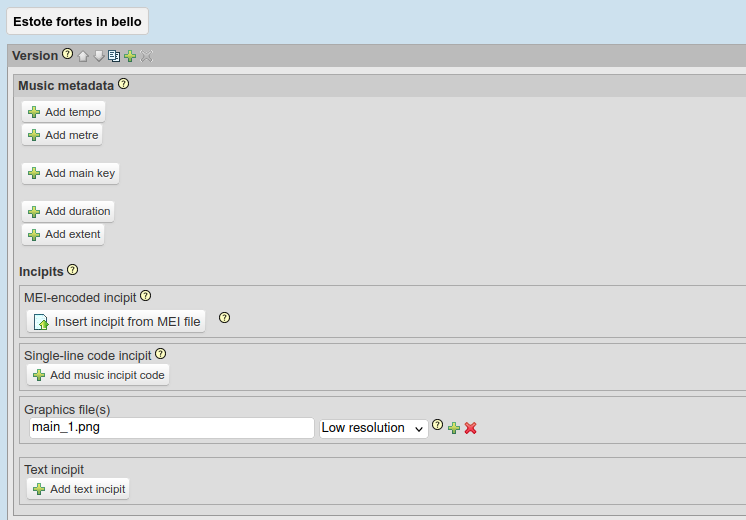 Estote fortes in bello
Version ?
Music metadata ?
Add tempo
Add metre
Add main key
Add duration
Add extent
Incipits ?
MEI-encoded incipit ?
Insert incipit from MEI file ?
Single-line code incipit ?
Add music incipit code
Graphics file(s)
main_1.png Low resolution ?
Text incipit
Add text incipit